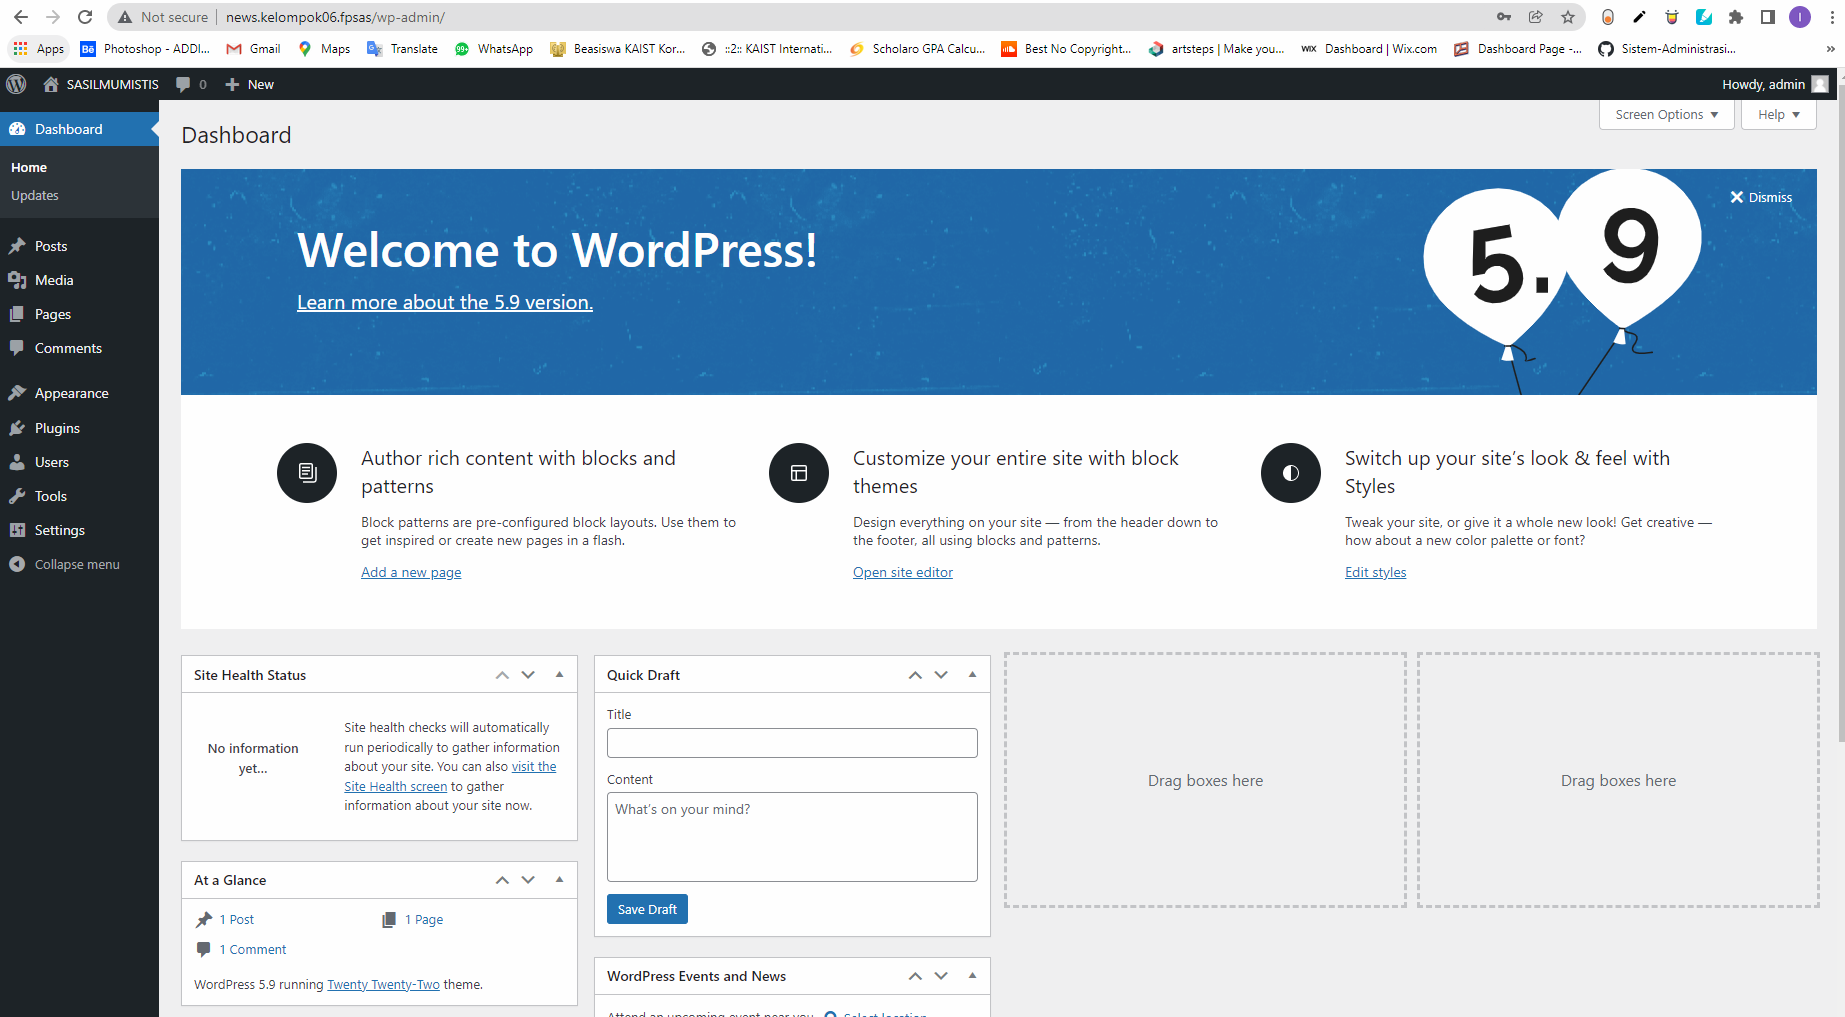 Not secure | news.kelompok06.fpsas/wp-admin/
Apps Photoshop - ADDI... Gmail Maps Translate WhatsApp Beasiswa KAIST Kor... ::2:: KAIST Internati... Scholaro GPA Calcu... Best No Copyright... artsteps | Make you... WIX Dashboard | Wix.com Dashboard Page -... Sistem-Administrasi... »
SASILMUMISTIS 0 New Howdy, admin
Dashboard
Home
Updates
Posts
Media
Pages
Comments
Appearance
Plugins
Users
Tools
Settings
Collapse menu
Screen Options Help
Dashboard
Dismiss
Welcome to WordPress!
Learn more about the 5.9 version.
5.9
Author rich content with blocks and
patterns
Block patterns are pre-configured block layouts. Use them to
get inspired or create new pages in a flash.
Add a new page
Customize your entire site with block
themes
Design everything on your site — from the header down to
the footer, all using blocks and patterns.
Open site editor
Switch up your site’s look & feel with
Styles
Tweak your site, or give it a whole new look! Get creative —
how about a new color palette or font?
Edit styles
Site Health Status
No information
yet...
Site health checks will automatically
run periodically to gather information
about your site. You can also visit the
Site Health screen to gather
information about your site now.
At a Glance
1 Post 1 Page
1 Comment
WordPress 5.9 running Twenty Twenty-Two theme.
Quick Draft
Title
Content
What’s on your mind?
Save Draft
WordPress Events and News
Attend an upcoming event near you. Select location
Drag boxes here
Drag boxes here